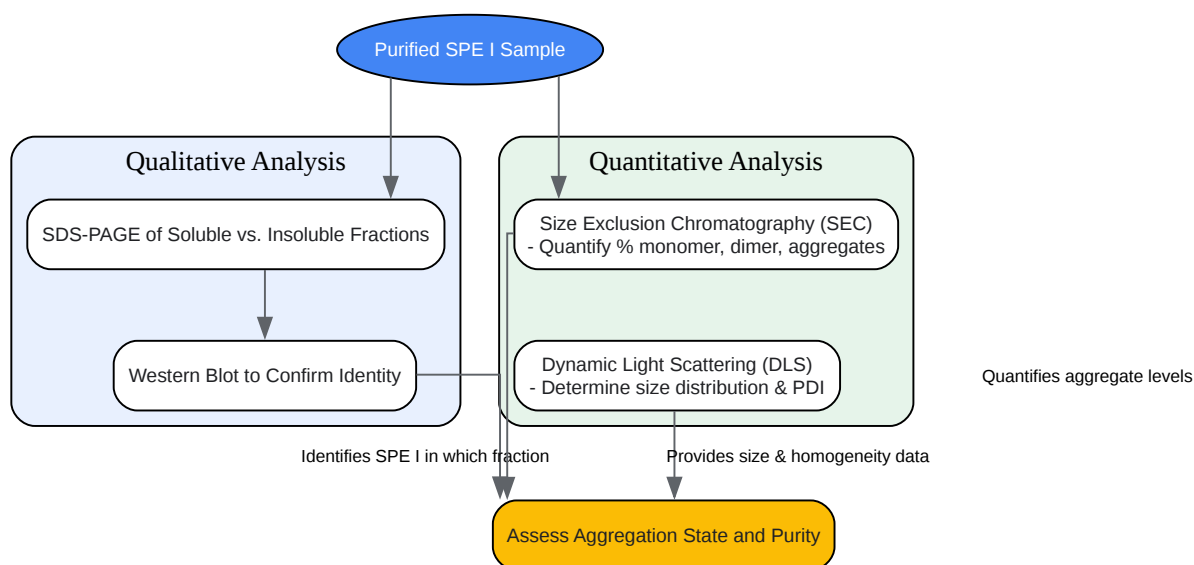 Purified SPE I Sample
Qualitative Analysis
Quantitative Analysis
SDS-PAGE of Soluble vs. Insoluble Fractions
Size Exclusion Chromatography (SEC)
- Quantify % monomer, dimer, aggregates
Western Blot to Confirm Identity
Dynamic Light Scattering (DLS)
- Determine size distribution & PDI
Quantifies aggregate levels
Identifies SPE I in which fraction
Provides size & homogeneity data
Assess Aggregation State and Purity